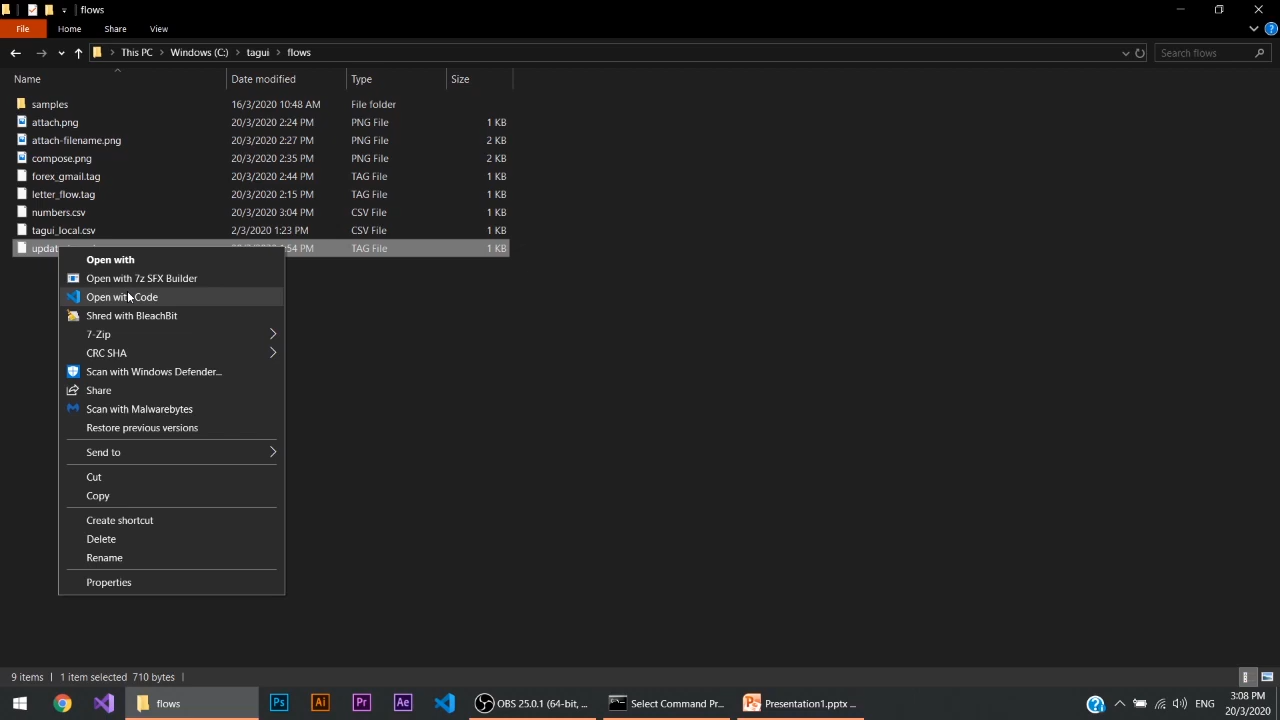 flows
File Home Share View
This PC Windows (C:) tagui flows Search flows
Name Date modified Type Size
samples 16/3/2020 10:48 AM File folder
attach.png 20/3/2020 2:24 PM PNG File 1 KB
attach-filename.png 20/3/2020 2:27 PM PNG File 2 KB
compose.png 20/3/2020 2:35 PM PNG File 2 KB
forex_gmail.tag 20/3/2020 2:44 PM TAG File 1 KB
letter_flow.tag 20/3/2020 2:15 PM TAG File 1 KB
numbers.csv 20/3/2020 3:04 PM CSV File 1 KB
tagui_local.csv 2/3/2020 1:23 PM CSV File 1 KB
TAG File 1 KB
Open with
Open with 7z SFX Builder
Open with Code
Shred with BleachBit
7-Zip
CRC SHA
Scan with Windows Defender...
Share
Scan with Malwarebytes
Restore previous versions
Send to
Cut
Copy
Create shortcut
Delete
Rename
Properties
9 items 1 item selected 710 bytes
flows Ps Ai Pr Ae OBS 25.0.1 (64-bit, ... Select Command Pr... Presentation1.pptx ... ENG 3:08 PM
20/3/2020